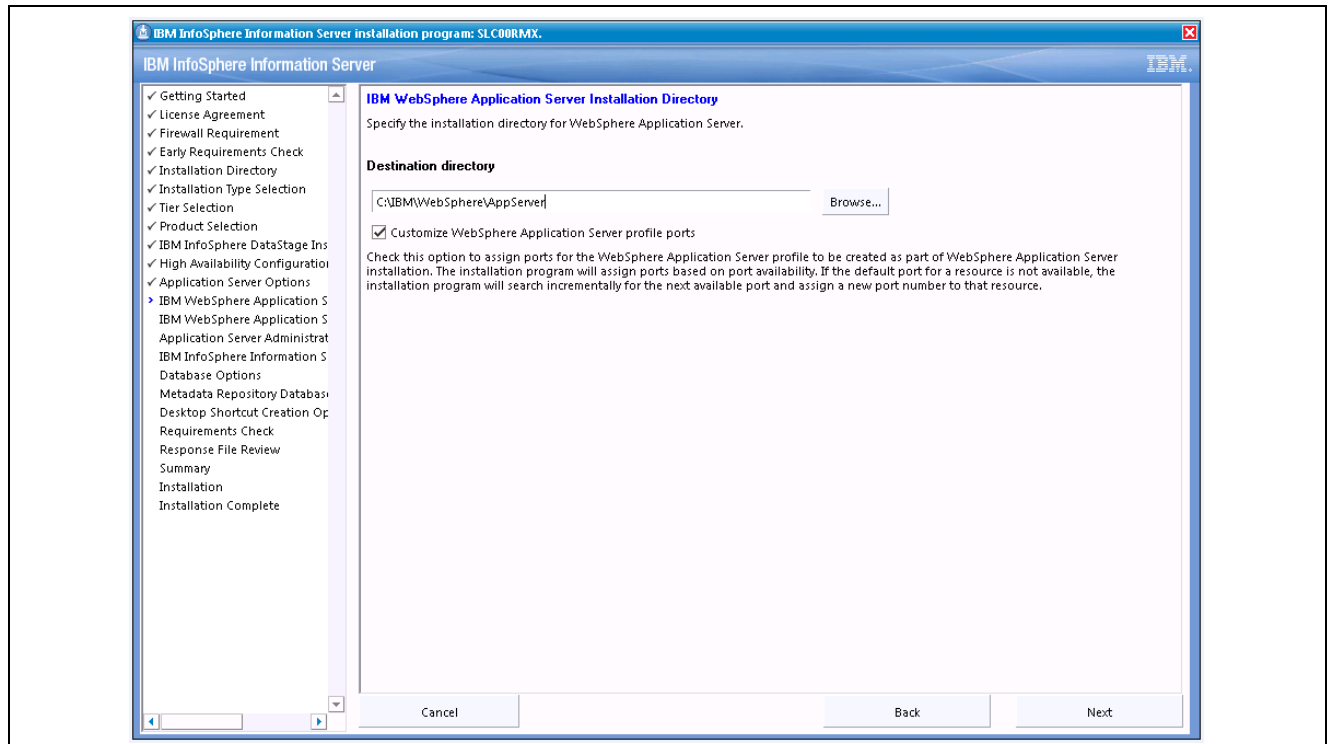 IBM InfoSphere Information Server installation program: SLC00RMX.
IBM InfoSphere Information Server
IBM.
Getting Started
License Agreement
Firewall Requirement
Early Requirements Check
Installation Directory
Installation Type Selection
Tier Selection
Product Selection
IBM InfoSphere DataStage Ins
High Availability Configuration
Application Server Options
IBM WebSphere Application S
IBM WebSphere Application S
Application Server Administrat
IBM InfoSphere Information S
Database Options
Metadata Repository Databas
Desktop Shortcut Creation Op
Requirements Check
Response File Review
Summary
Installation
Installation Complete
IBM WebSphere Application Server Installation Directory
Specify the installation directory for WebSphere Application Server.
Destination directory
C:\IBM\WebSphere\AppServer
Browse...
Customize WebSphere Application Server profile ports
Check this option to assign ports for the WebSphere Application Server profile to be created as part of WebSphere Application Server
installation. The installation program will assign ports based on port availability. If the default port for a resource is not available, the
installation program will search incrementally for the next available port and assign a new port number to that resource.
Cancel
Back
Next